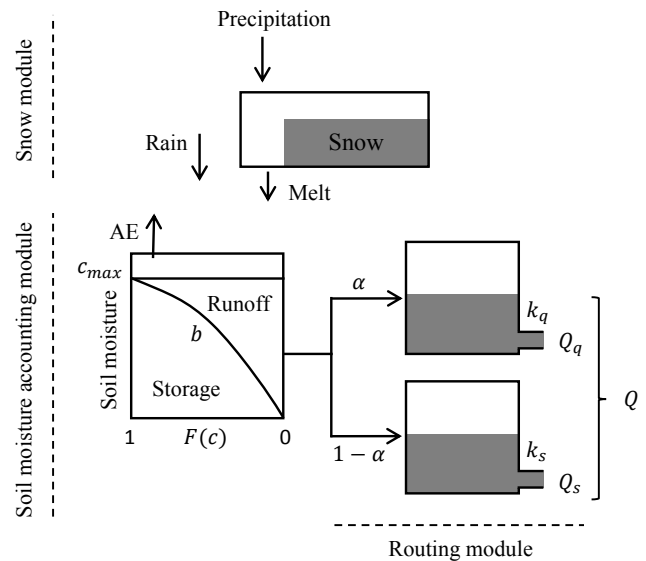 Precipitation
Snow module
Rain
Snow
Melt
Soil moisture accounting module
AE
c_max
Soil moisture
Runoff
b
Storage
1
F(c)
0
α
k_q
Q_q
1 − α
k_s
Q_s
Q
Routing module